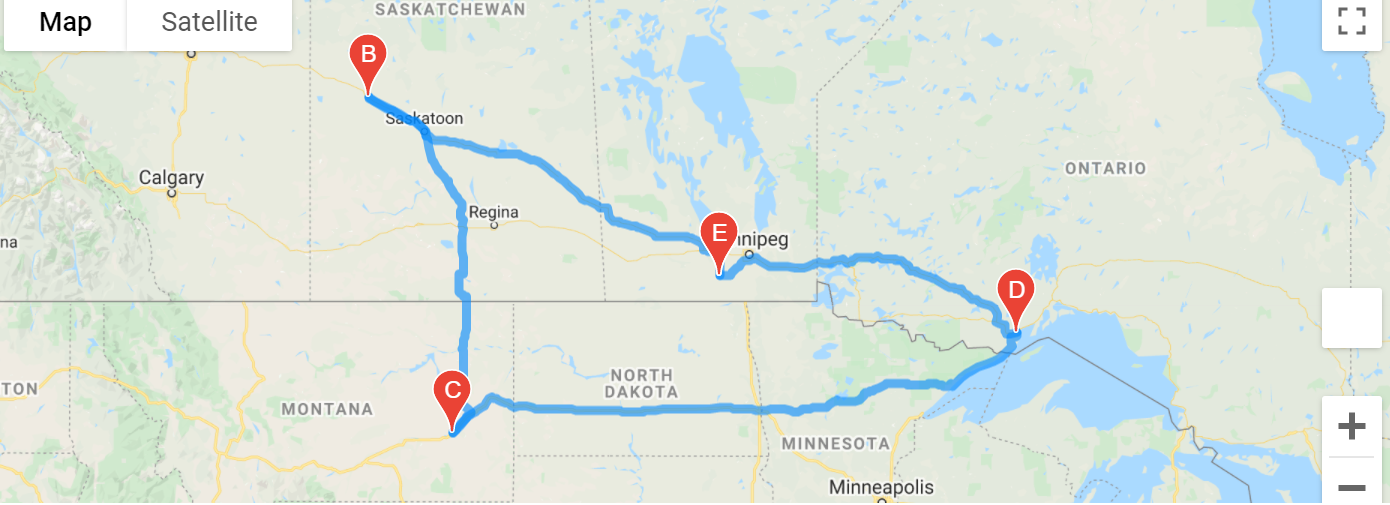 Map
Satellite
SASKATCHEWAN
B
Saskatoon
ONTARIO
Calgary
Regina
na
E
nnipeg
D
C
NORTH
DAKOTA
TON
MONTANA
MINNESOTA
Minneapolis